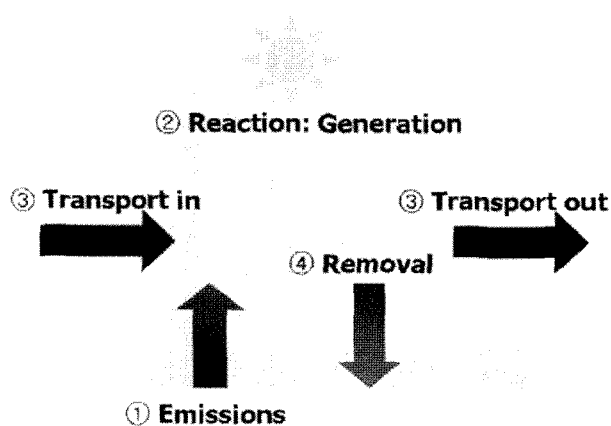 ② Reaction: Generation
③ Transport in
③ Transport out
④ Removal
① Emissions